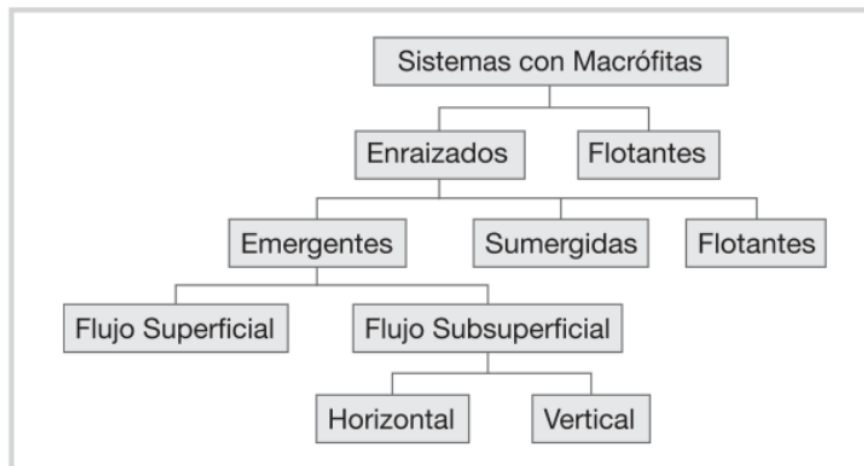 Sistemas con Macrófitas
Enraizados
Flotantes
Emergentes
Sumergidas
Flotantes
Flujo Superficial
Flujo Subsuperficial
Horizontal
Vertical